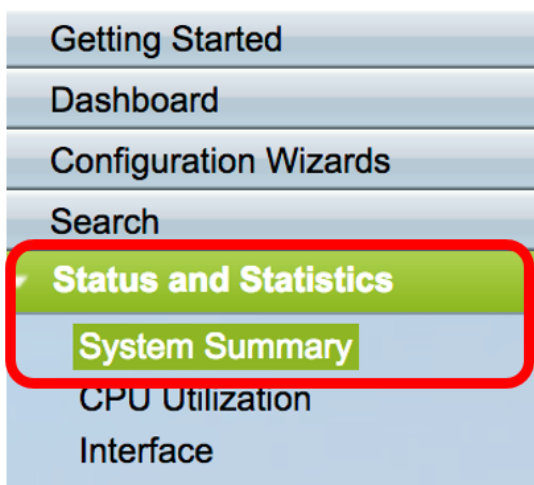 Getting Started
Dashboard
Configuration Wizards
Search
Status and Statistics
System Summary
CPU Utilization
Interface